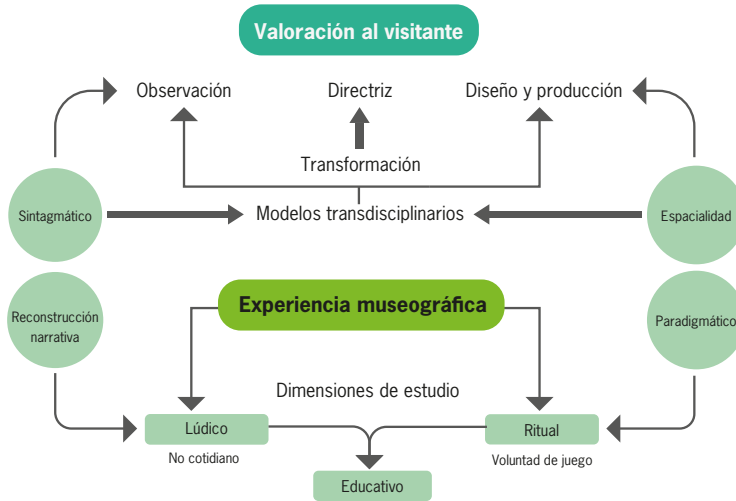 Valoración al visitante
Observación
Directriz
Diseño y producción
Transformación
Sintagmático
Modelos transdisciplinarios
Espacialidad
Experiencia museográfica
Reconstrucción
narrativa
Paradigmático
Dimensiones de estudio
Lúdico
Ritual
No cotidiano
Voluntad de juego
Educativo